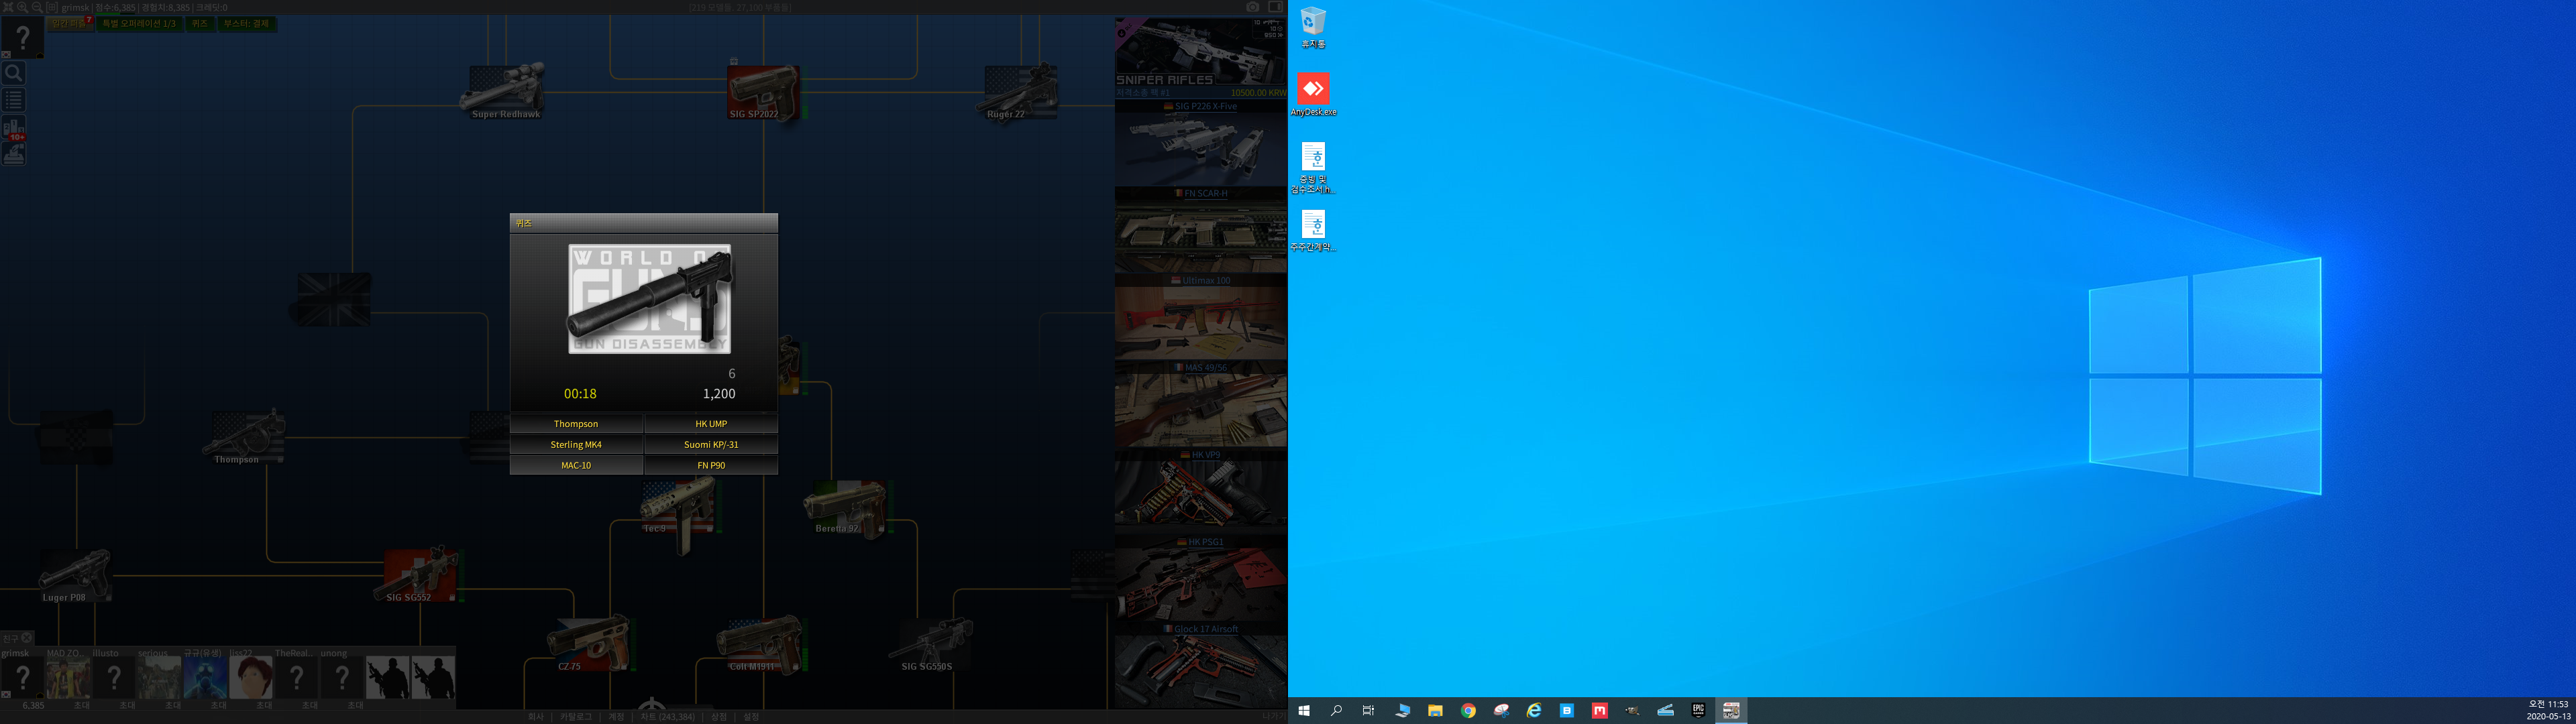 grimsk | 점수:6,385 | 경험치:8,385 | 크레딧:0
[219 모델들, 27,100 부품들]
7
특별 오퍼레이션 1/3
퀴즈
부스터: 결제
10+
Super Redhawk
SIG SP2022
Ruger 22
SNIPER RIFLES
저격소총 팩 #1
10500.00 KRW
SIG P226 X-Five
FN SCAR-H
Ultimax 100
MAS 49/56
HK VP9
HK PSG1
Glock 17 Airsoft
퀴즈
WORLD O
GUNS
GUN DISASSEMBLY
6
00:18
1,200
Thompson
HK UMP
Sterling MK4
Suomi KP/-31
MAC-10
FN P90
Thompson
Tec-9
Beretta 92
Luger P08
SIG SG552
CZ-75
Colt M1911
SIG SG550S
친구
grimsk
MAD ZO...
illusto
serious
규규(유생)
jjss22
TheReal...
unong
6,385
초대
초대
초대
초대
초대
초대
초대
회사 | 카탈로그 | 계정 | 차트 (243,384) | 상점 | 설정
나가기
휴지통
AnyDesk.exe
증빙 및
검수조서.h...
주주간계약...
오전 11:53
2020-05-13